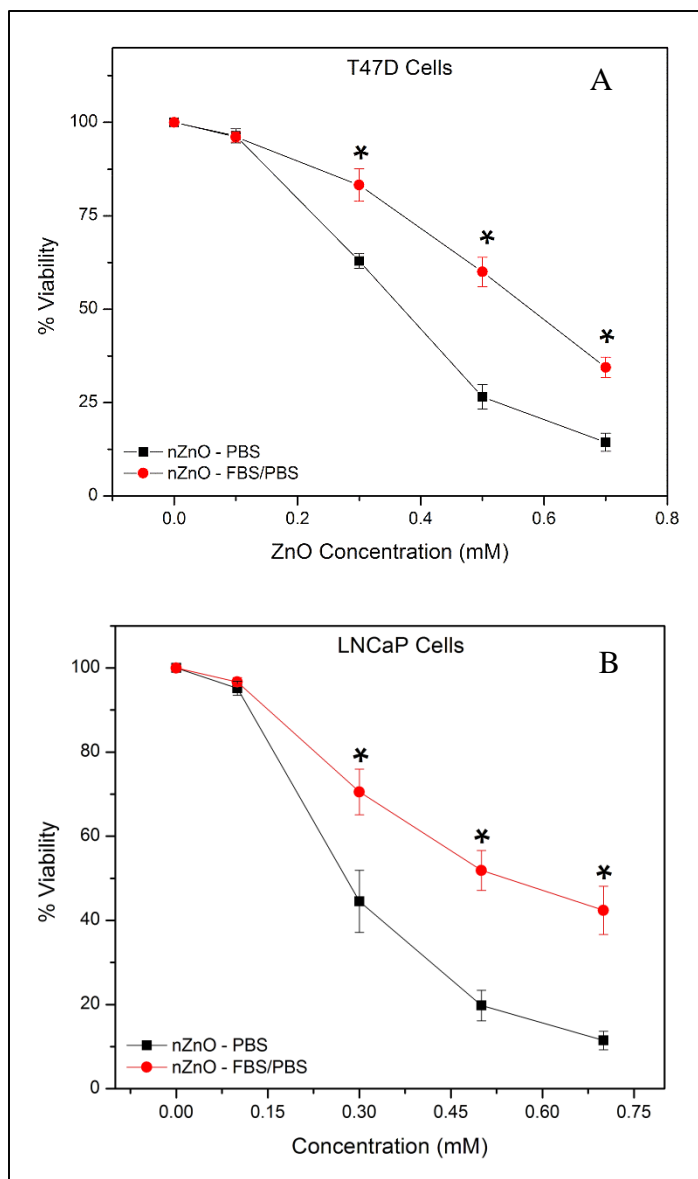 T47D Cells
A
*
*
*
100
75
50
25
0
% Viability
nZnO - PBS
nZnO - FBS/PBS
0.0 0.2 0.4 0.6 0.8
ZnO Concentration (mM)
LNCaP Cells
B
*
*
*
100
80
60
40
20
0
% Viability
nZnO - PBS
nZnO - FBS/PBS
0.00 0.15 0.30 0.45 0.60 0.75
Concentration (mM)